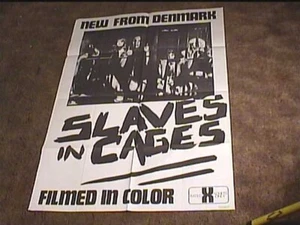 NEW FROM DENMARK
SLAVES
IN CAGES
FILMED IN COLOR
X